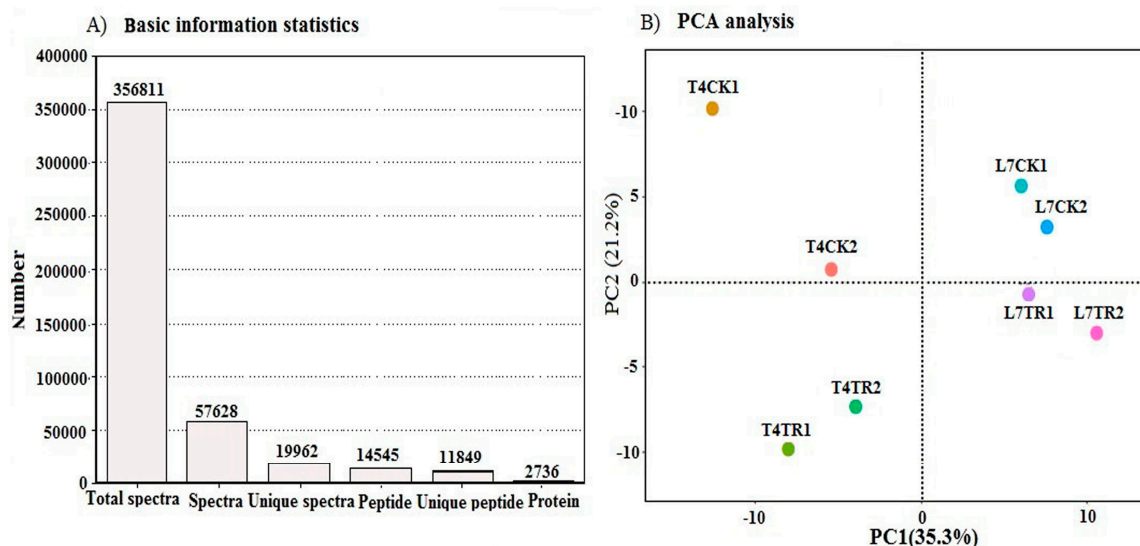 A) Basic information statistics
400000
350000
300000
250000
200000
150000
100000
50000
0
Number
356811
57628
19962
14545
11849
2736
Total spectra
Spectra
Unique spectra
Peptide
Unique peptide
Protein
B) PCA analysis
-10
5
0
-5
-10
PC2 (21.2%)
T4CK1
L7CK1
L7CK2
T4CK2
L7TR1
L7TR2
T4TR2
T4TR1
-10
0
10
PC1(35.3%)